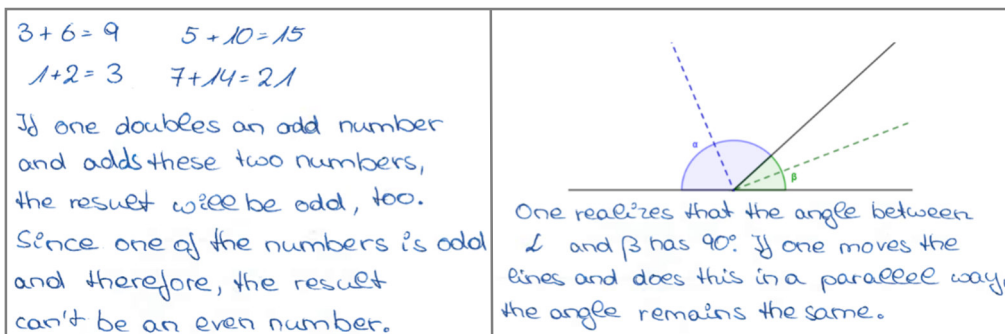 3 + 6 = 9 5 + 10 = 15
1 + 2 = 3 7 + 14 = 21
If one doubles an odd number
and adds these two numbers,
the result will be odd, too.
Since one of the numbers is odd
and therefore, the result
can't be an even number.
α
β
One realizes that the angle between
α and β has 90°. If one moves the
lines and does this in a parallel way,
the angle remains the same.